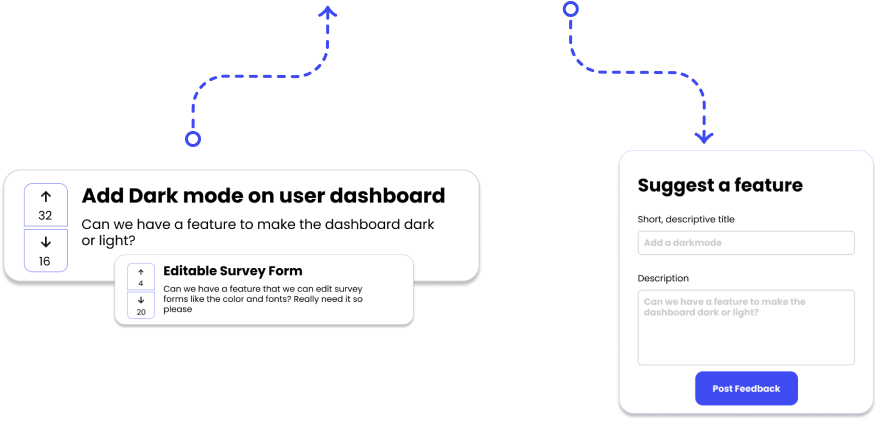 32
16
Add Dark mode on user dashboard
Can we have a feature to make the dashboard dark
or light?
4
20
Editable Survey Form
Can we have a feature that we can edit survey
forms like the color and fonts? Really need it so
please
Suggest a feature
Short, descriptive title
Add a darkmode
Description
Can we have a feature to make the
dashboard dark or light?
Post Feedback